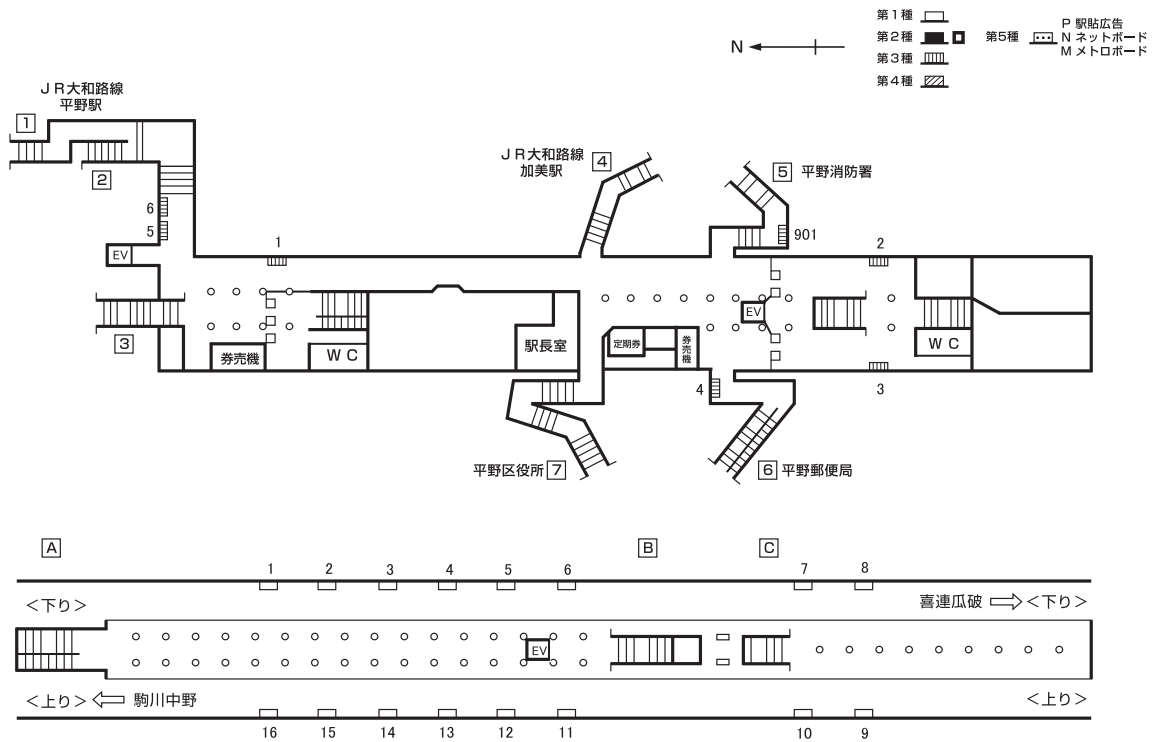 第１種
第２種
第３種
第４種
第５種
P 駅貼広告
N ネットボード
M メトロボード
N
ＪＲ大和路線
平野駅
1
2
3
ＪＲ大和路線
加美駅
4
5
平野消防署
6
5
EV
1
901
2
券売機
ＷＣ
駅長室
定期券
券売機
EV
ＷＣ
4
3
平野区役所
7
6
平野郵便局
A
B
C
1
2
3
4
5
6
7
8
＜下り＞
喜連瓜破
＜下り＞
EV
＜上り＞
駒川中野
＜上り＞
16
15
14
13
12
11
10
9